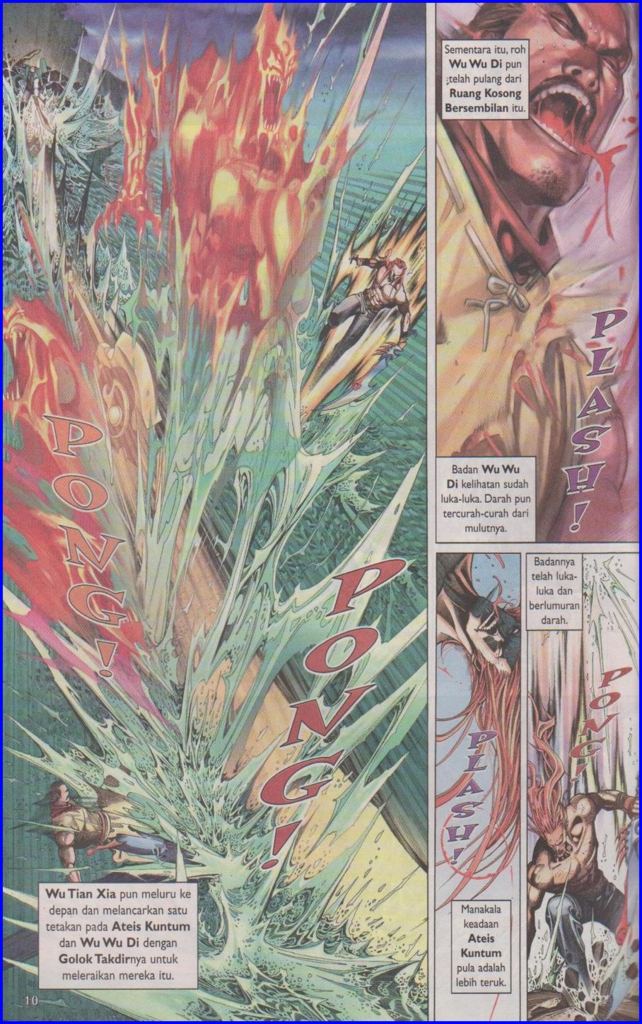 Sementara itu, roh
Wu Wu Di pun
telah pulang dari
Ruang Kosong
Bersembilan itu.
PLASH!
Badan Wu Wu
Di kelihatan sudah
luka-luka. Darah pun
tercurah-curah dari
mulutnya.
PONG!
PONG!
Wu Tian Xia pun meluru ke
depan dan melancarkan satu
tetakan pada Ateis Kuntum
dan Wu Wu Di dengan
Golok Takdirnya untuk
meleraikan mereka itu.
PLASH!
Manakala
keadaan
Ateis
Kuntum
pula adalah
lebih teruk.
Badannya
telah luka-
luka dan
berlumuran
darah.
PONG!
10